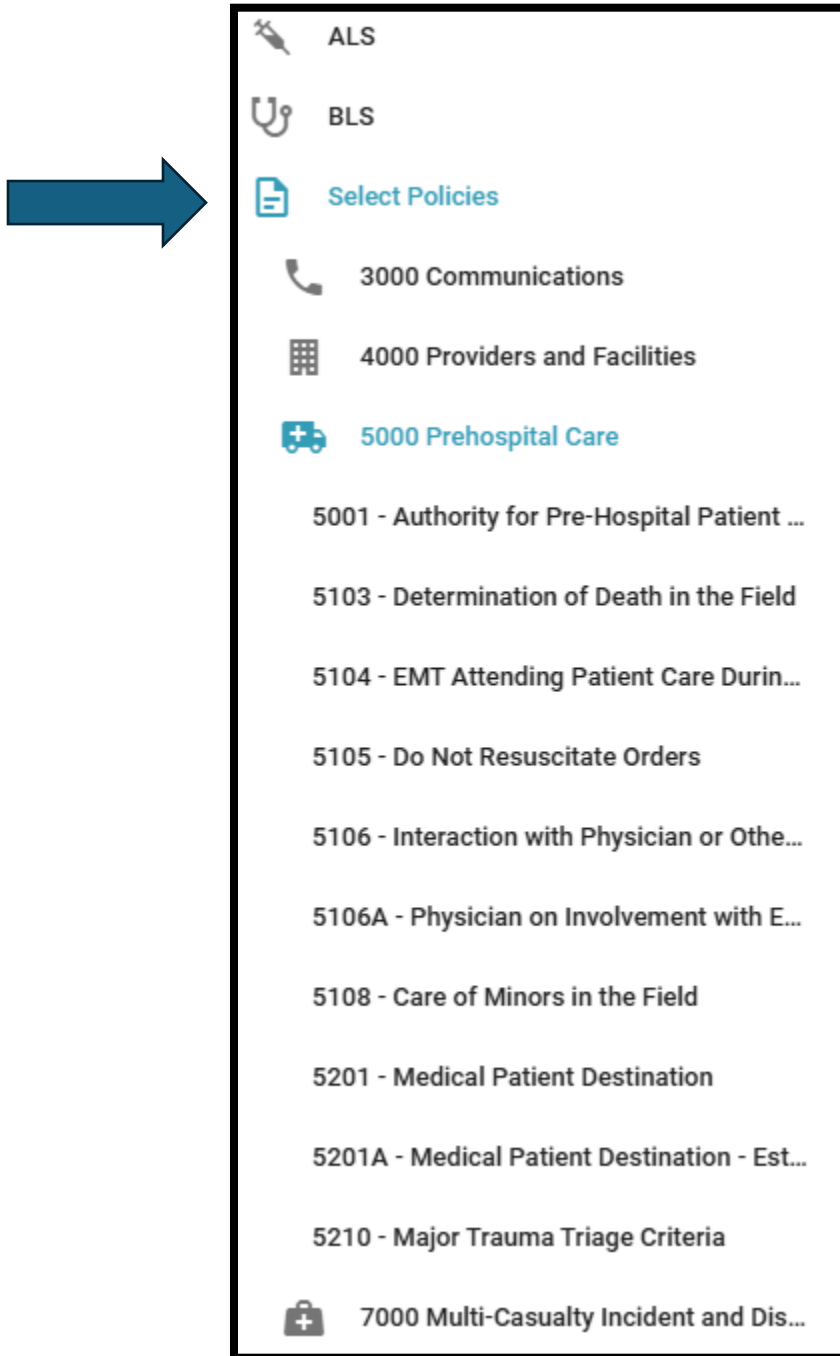 ALS
BLS
Select Policies
3000 Communications
4000 Providers and Facilities
5000 Prehospital Care
5001 - Authority for Pre-Hospital Patient ...
5103 - Determination of Death in the Field
5104 - EMT Attending Patient Care Durin...
5105 - Do Not Resuscitate Orders
5106 - Interaction with Physician or Othe...
5106A - Physician on Involvement with E...
5108 - Care of Minors in the Field
5201 - Medical Patient Destination
5201A - Medical Patient Destination - Est...
5210 - Major Trauma Triage Criteria
7000 Multi-Casualty Incident and Dis...